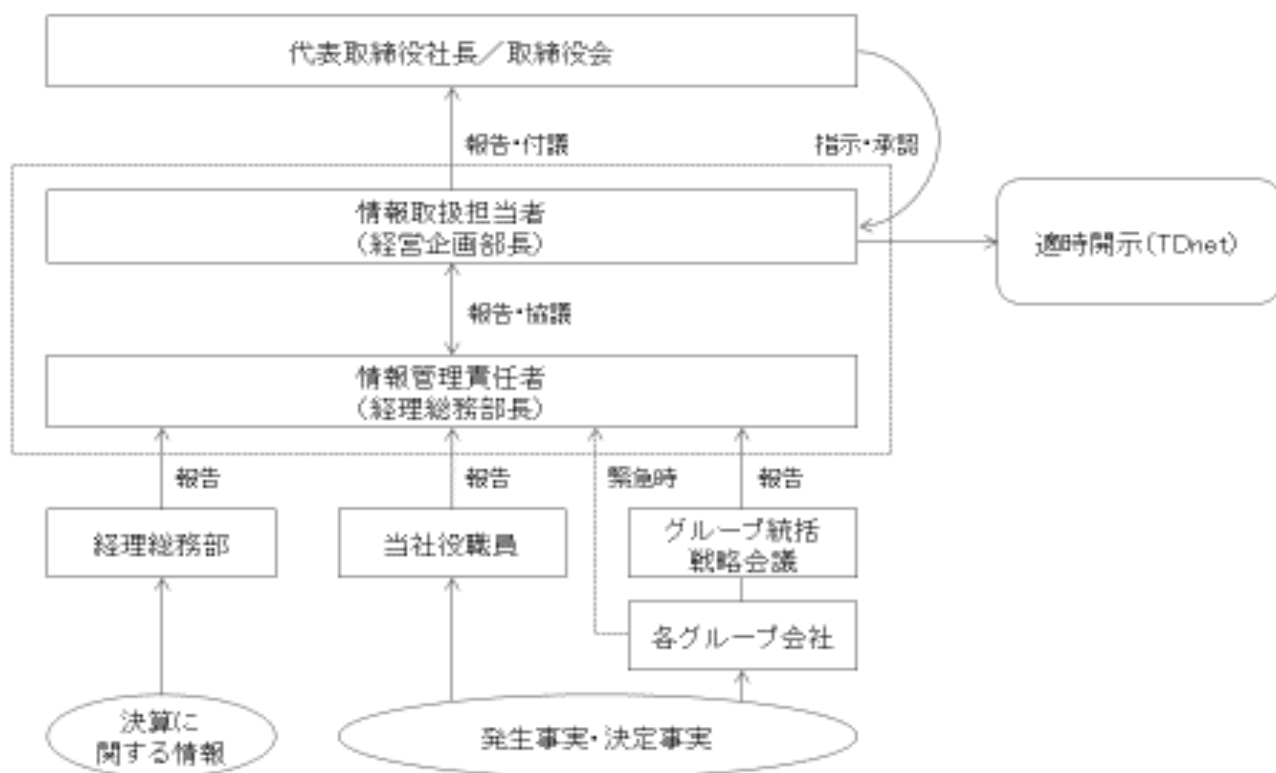 代表取締役社長／取締役会
報告・付議
指示・承認
情報取扱担当者
（経営企画部長）
適時開示（TDnet）
報告・協議
情報管理責任者
（経理総務部長）
報告
報告
緊急時
報告
経理総務部
当社役職員
グループ統括
戦略会議
各グループ会社
決算に
関する情報
発生事実・決定事実